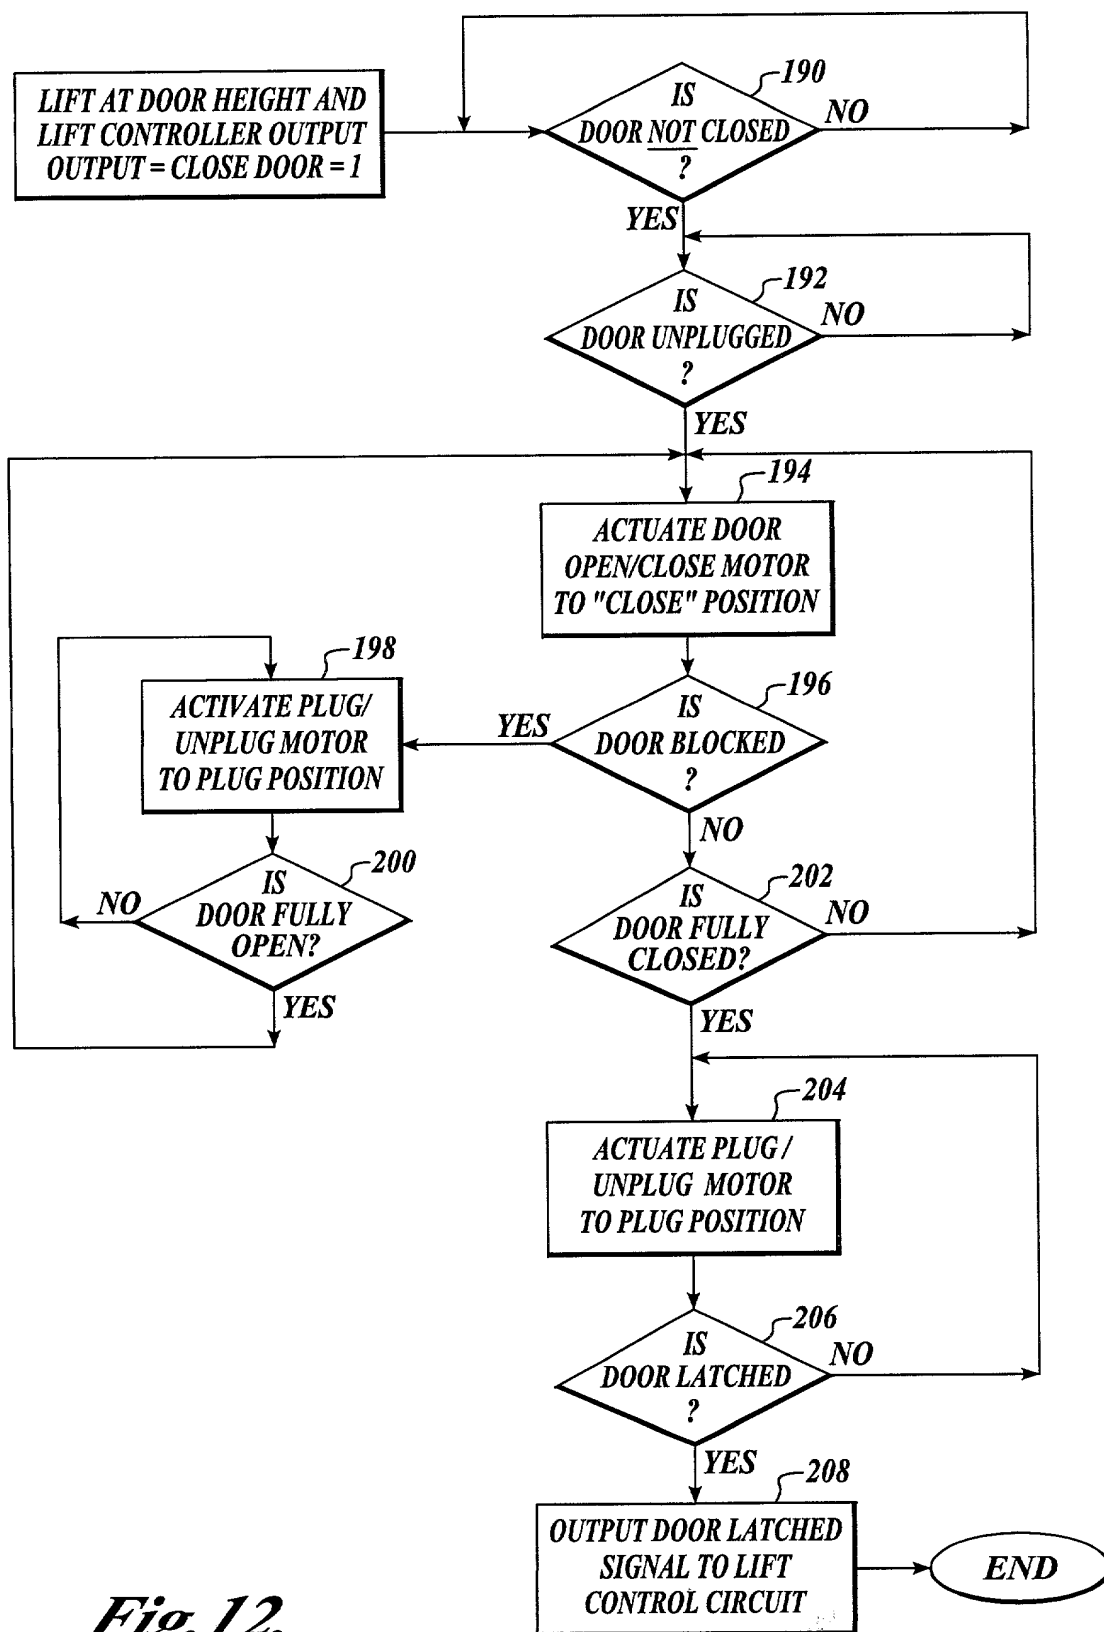 LIFT AT DOOR HEIGHT AND
LIFT CONTROLLER OUTPUT
OUTPUT = CLOSE DOOR = 1
190
IS
DOOR NOT CLOSED
?
NO
YES
192
IS
DOOR UNPLUGGED
?
NO
YES
194
ACTUATE DOOR
OPEN/CLOSE MOTOR
TO "CLOSE" POSITION
196
IS
DOOR BLOCKED
?
YES
NO
198
ACTIVATE PLUG/
UNPLUG MOTOR
TO PLUG POSITION
200
IS
DOOR FULLY
OPEN?
NO
YES
202
IS
DOOR FULLY
CLOSED?
NO
YES
204
ACTUATE PLUG /
UNPLUG MOTOR
TO PLUG POSITION
206
IS
DOOR LATCHED
?
NO
YES
208
OUTPUT DOOR LATCHED
SIGNAL TO LIFT
CONTROL CIRCUIT
END
Fig. 12.